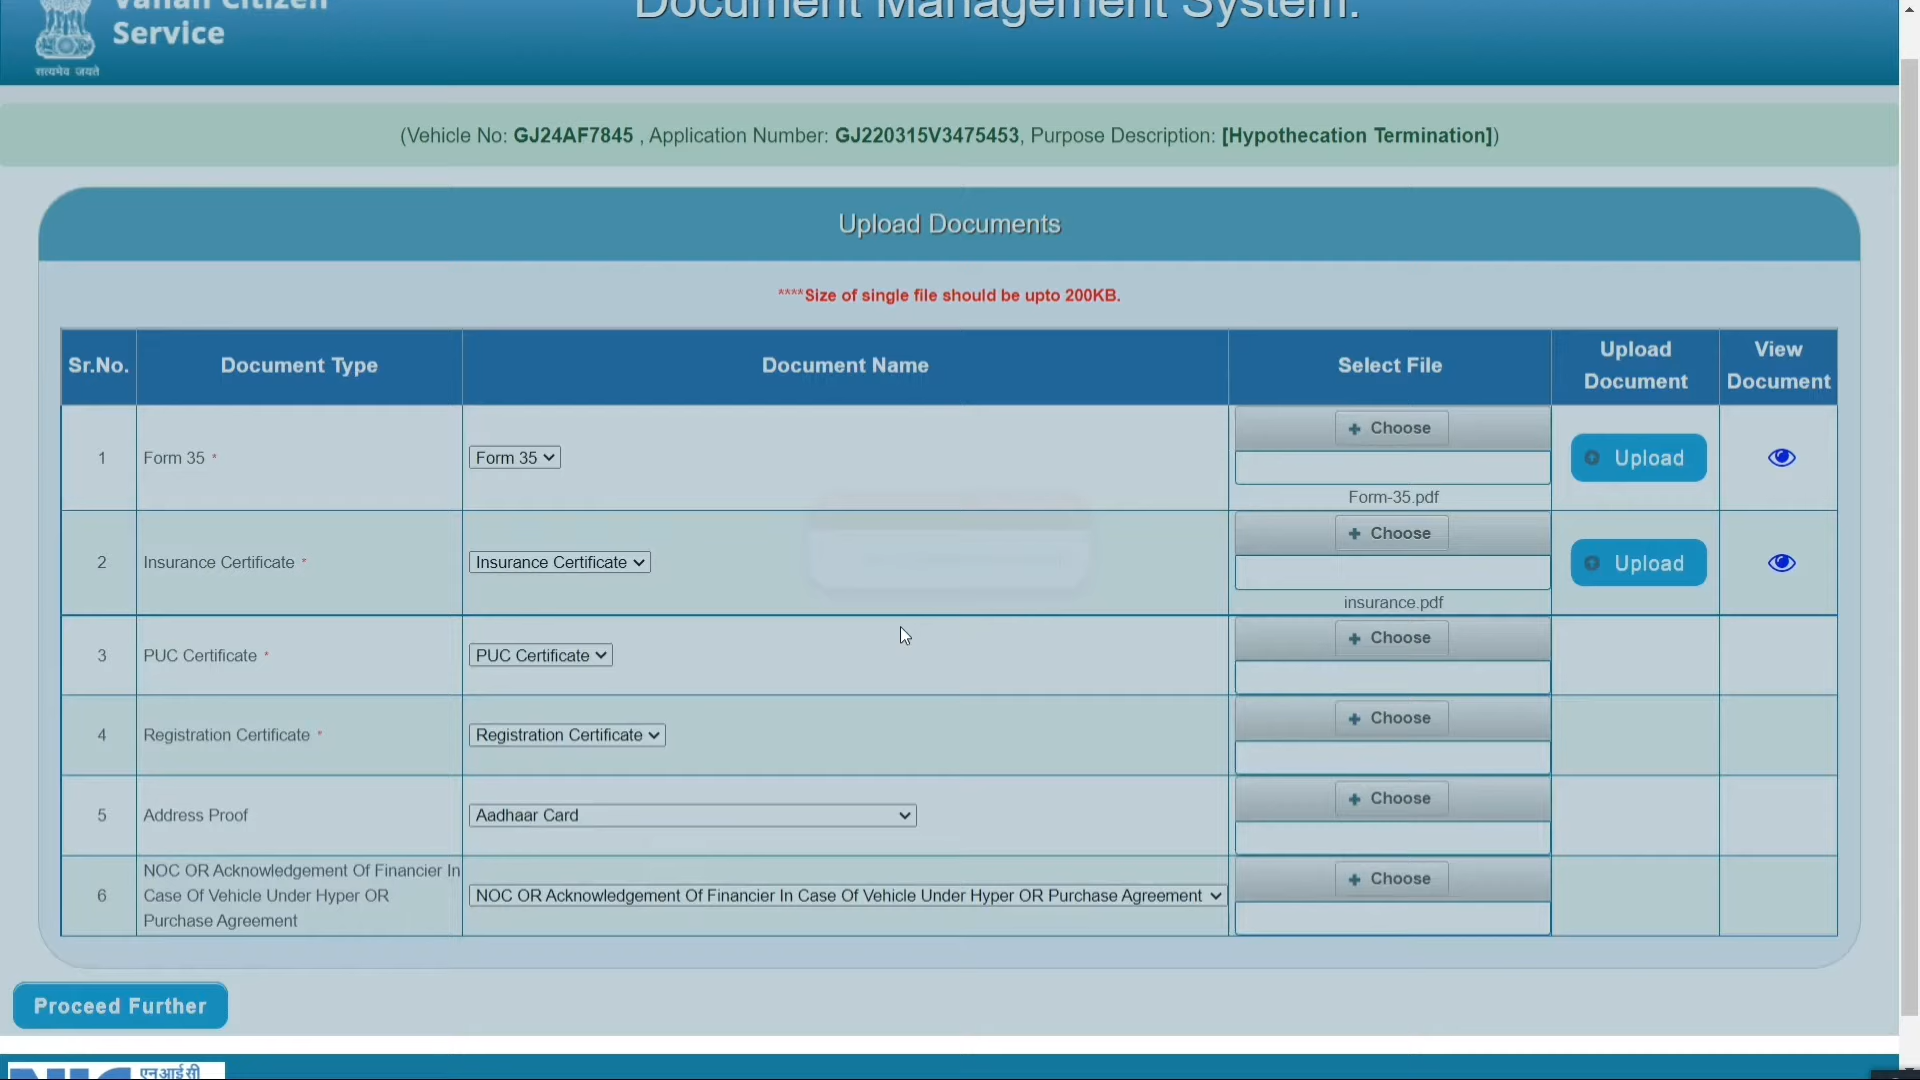 Vahan Citizen
Service
सत्यमेव जयते
Document Management System.
(Vehicle No: GJ24AF7845 , Application Number: GJ220315V3475453, Purpose Description: [Hypothecation Termination])
Upload Documents
****Size of single file should be upto 200KB.
Sr.No. Document Type Document Name Select File Upload Document View Document
1 Form 35 * Form 35 Choose Upload
Form-35.pdf
2 Insurance Certificate * Insurance Certificate Choose Upload
insurance.pdf
3 PUC Certificate * PUC Certificate Choose
4 Registration Certificate * Registration Certificate Choose
5 Address Proof Aadhaar Card Choose
6 NOC OR Acknowledgement Of Financier In
Case Of Vehicle Under Hyper OR
Purchase Agreement
NOC OR Acknowledgement Of Financier In Case Of Vehicle Under Hyper OR Purchase Agreement Choose
Proceed Further
NIC एनआईसी